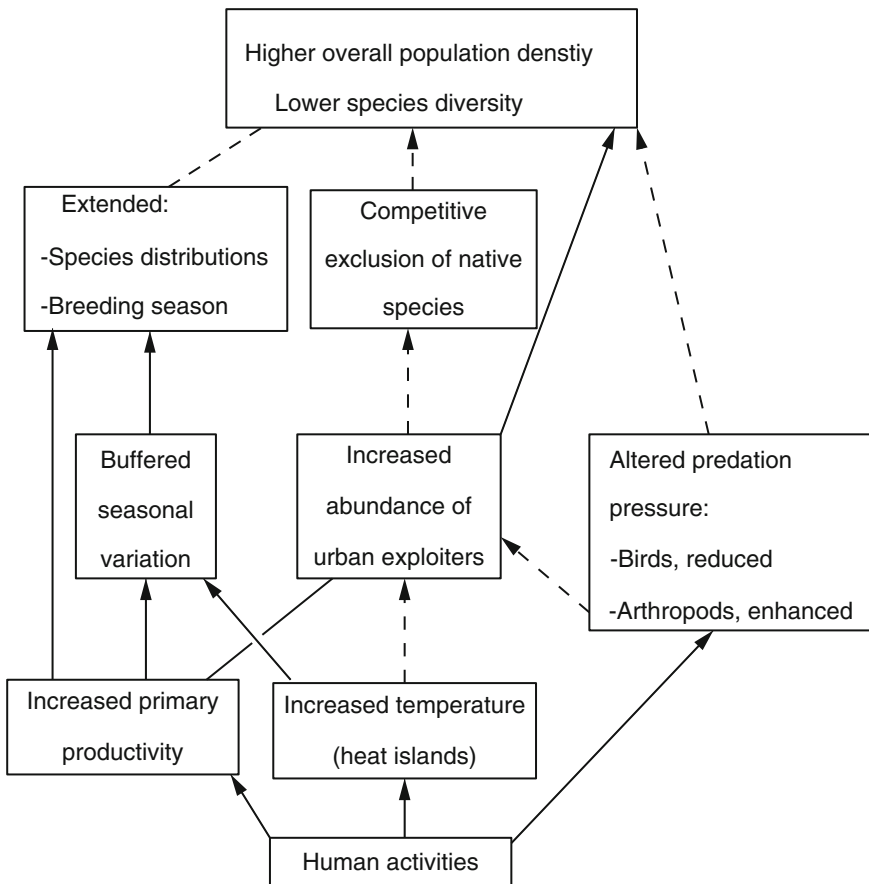 Higher overall population denstiy
Lower species diversity
Extended:
-Species distributions
-Breeding season
Competitive
exclusion of native
species
Buffered
seasonal
variation
Increased
abundance of
urban exploiters
Altered predation
pressure:
-Birds, reduced
-Arthropods, enhanced
Increased primary
productivity
Increased temperature
(heat islands)
Human activities